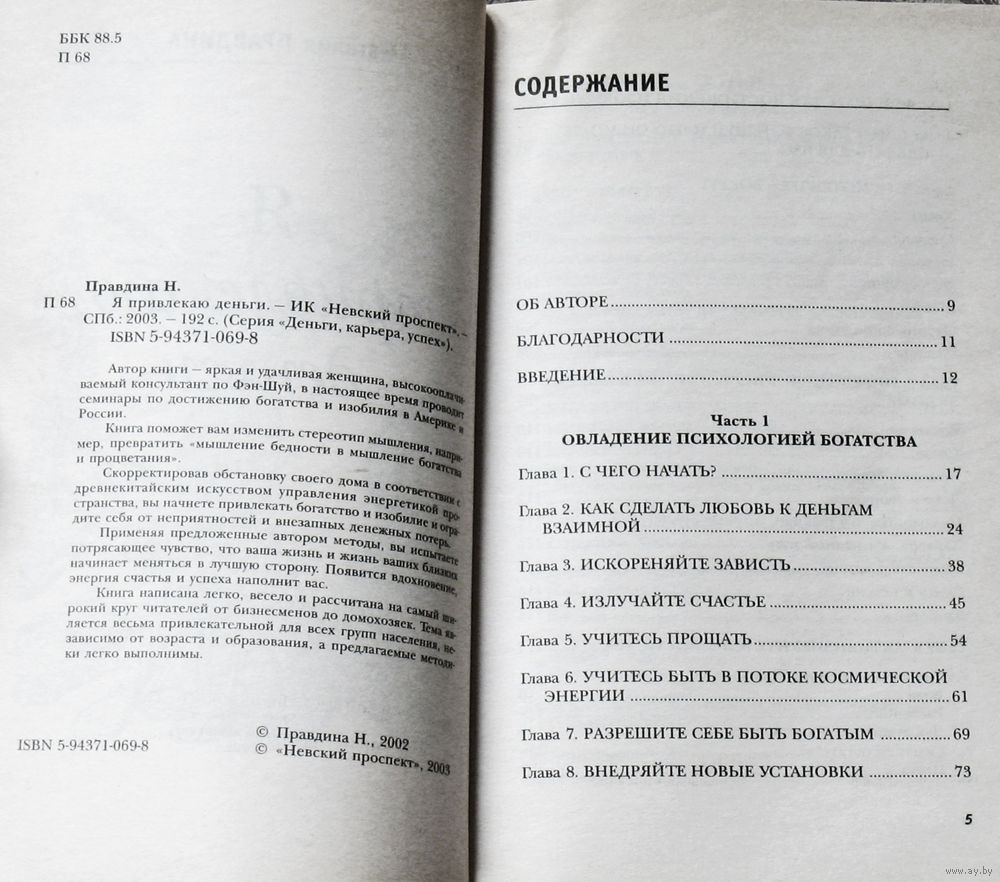 ББК 88.5
П 68
Правдина Н.
П 68 Я привлекаю деньги. – ИК «Невский проспект». –
СПб.: 2003. – 192 с. (Серия «Деньги, карьера, успех»).
ISBN 5-94371-069-8
Автор книги – яркая и удачливая женщина, высокооплачи-
ваемый консультант по Фэн-Шуй, в настоящее время проводит
семинары по достижению богатства и изобилия в Америке и
России.
Книга поможет вам изменить стереотип мышления, напри-
мер, превратить «мышление бедности в мышление богатства
и процветания».
Скорректировав обстановку своего дома в соответствии с
древнекитайским искусством управления энергетикой про-
странства, вы начнете привлекать богатство и изобилие и огра-
дите себя от неприятностей и внезапных денежных потерь.
Применяя предложенные автором методы, вы испытаете
потрясающее чувство, что ваша жизнь и жизнь ваших близких
начинает меняться в лучшую сторону. Появится вдохновение,
энергия счастья и успеха наполнит вас.
Книга написана легко, весело и рассчитана на самый ши-
рокий круг читателей от бизнесменов до домохозяек. Тема яв-
ляется весьма привлекательной для всех групп населения, не-
зависимо от возраста и образования, а предлагаемые методи-
ки легко выполнимы.
© Правдина Н., 2002
ISBN 5-94371-069-8 © «Невский проспект», 2003
СОДЕРЖАНИЕ
ОБ АВТОРЕ 9
БЛАГОДАРНОСТИ 11
ВВЕДЕНИЕ 12
Часть 1
ОВЛАДЕНИЕ ПСИХОЛОГИЕЙ БОГАТСТВА
Глава 1. С ЧЕГО НАЧАТЬ? 17
Глава 2. КАК СДЕЛАТЬ ЛЮБОВЬ К ДЕНЬГАМ
ВЗАИМНОЙ 24
Глава 3. ИСКОРЕНЯЙТЕ ЗАВИСТЬ 38
Глава 4. ИЗЛУЧАЙТЕ СЧАСТЬЕ 45
Глава 5. УЧИТЕСЬ ПРОЩАТЬ 54
Глава 6. УЧИТЕСЬ БЫТЬ В ПОТОКЕ КОСМИЧЕСКОЙ
ЭНЕРГИИ 61
Глава 7. РАЗРЕШИТЕ СЕБЕ БЫТЬ БОГАТЫМ 69
Глава 8. ВНЕДРЯЙТЕ НОВЫЕ УСТАНОВКИ 73
5
www.ay.by